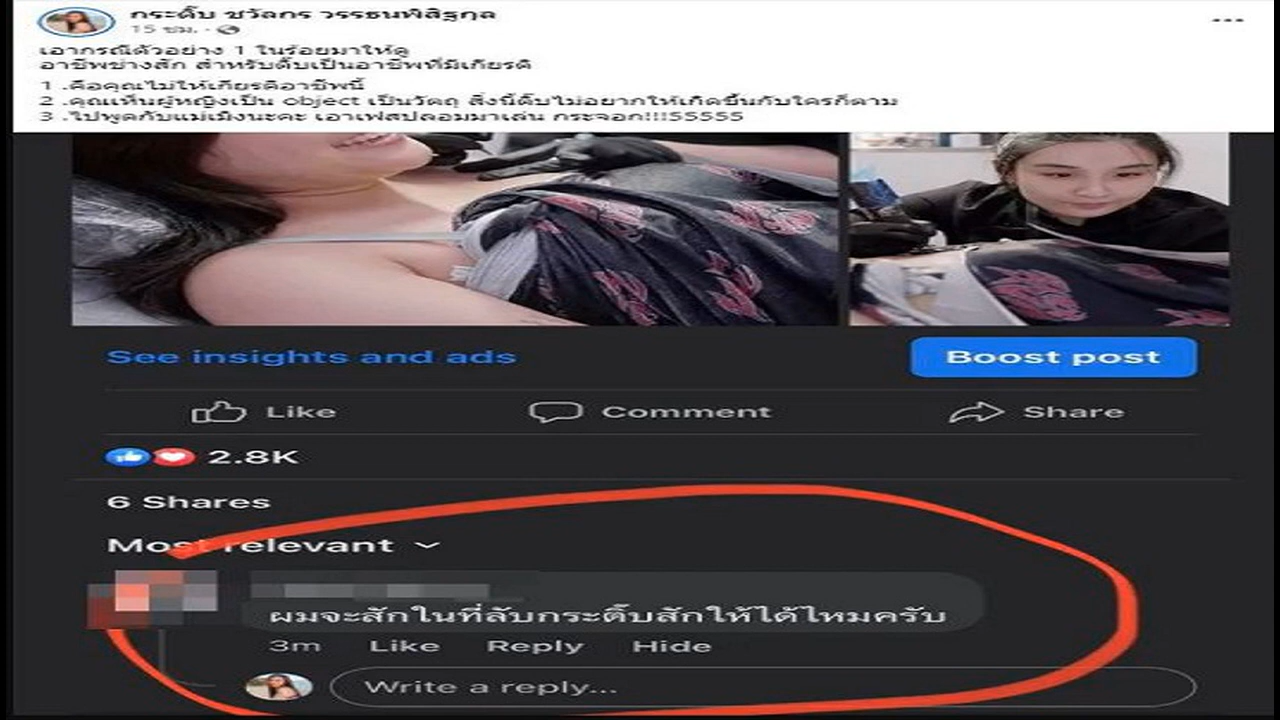 กระติ๊บ ชวัลกร วรรธนพิสิฐกุล
15 ชม. ·
เอากรณีตัวอย่าง 1 ในร้อยมาให้ดู
อาชีพช่างสัก สำหรับติ๊บเป็นอาชีพที่มีเกียรติ
1 .คือคุณไม่ให้เกียรติอาชีพนี้
2 .คุณเห็นผู้หญิงเป็น object เป็นวัตถุ สิ่งนี้ติ๊บไม่อยากให้เกิดขึ้นกับใครก็ตาม
3 .ไปพูดกับแม่เมิงนะคะ เอาเฟสปลอมมาเล่น กระจอก!!!55555
See insights and ads
Boost post
Like
Comment
Share
2.8K
6 Shares
Most relevant
ผมจะสักในที่ลับกระติ๊บสักให้ได้ไหมครับ
3m Like Reply Hide
Write a reply...